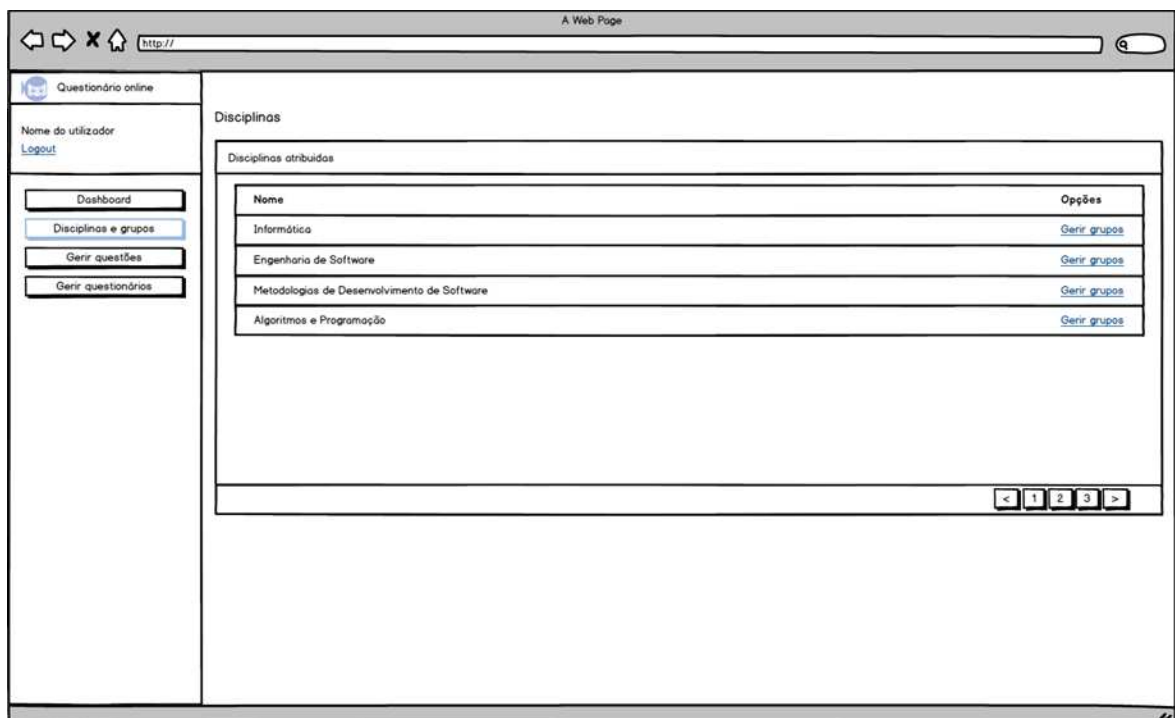 A Web Page
http://
Questionário online
Nome do utilizador
Logout
Dashboard
Disciplinas e grupos
Gerir questões
Gerir questionários
Disciplinas
Disciplinas atribuidas
Nome Opções
Informática Gerir grupos
Engenharia de Software Gerir grupos
Metodologias de Desenvolvimento de Software Gerir grupos
Algoritmos e Programação Gerir grupos
< 1 2 3 >